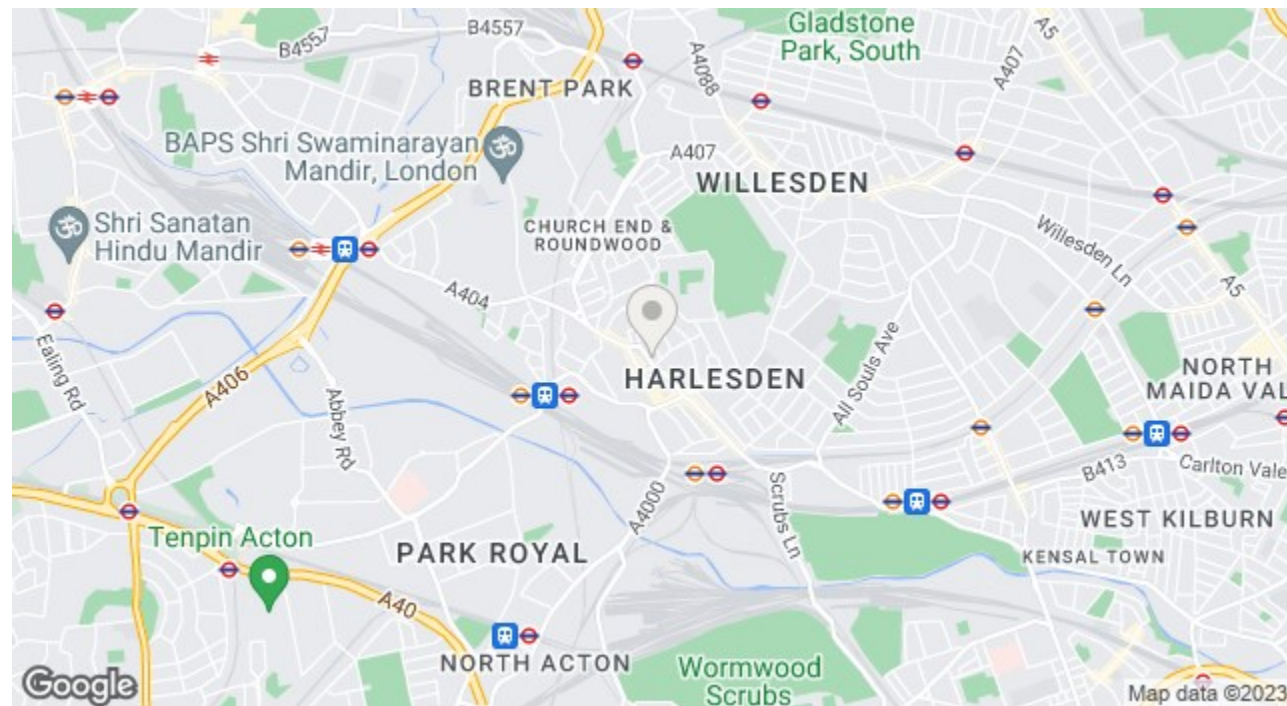 Gladstone
Park, South
B4557
B4557
A4088
A5
A407
BRENT PARK
BAPS Shri Swaminarayan
Mandir, London
A407
WILLESDEN
Shri Sanatan
Hindu Mandir
CHURCH END &
ROUNDWOOD
Willesden Ln
A5
A404
Ealing Rd
A406
Abbey Rd
HARLESDEN
All Souls Ave
NORTH
MAIDA VAL
B413
Carlton Vale
A4000
Scrubs Ln
WEST KILBURN
Tenpin Acton
PARK ROYAL
KENSAL TOWN
A40
NORTH ACTON
Wormwood
Scrubs
Google
Map data ©2023